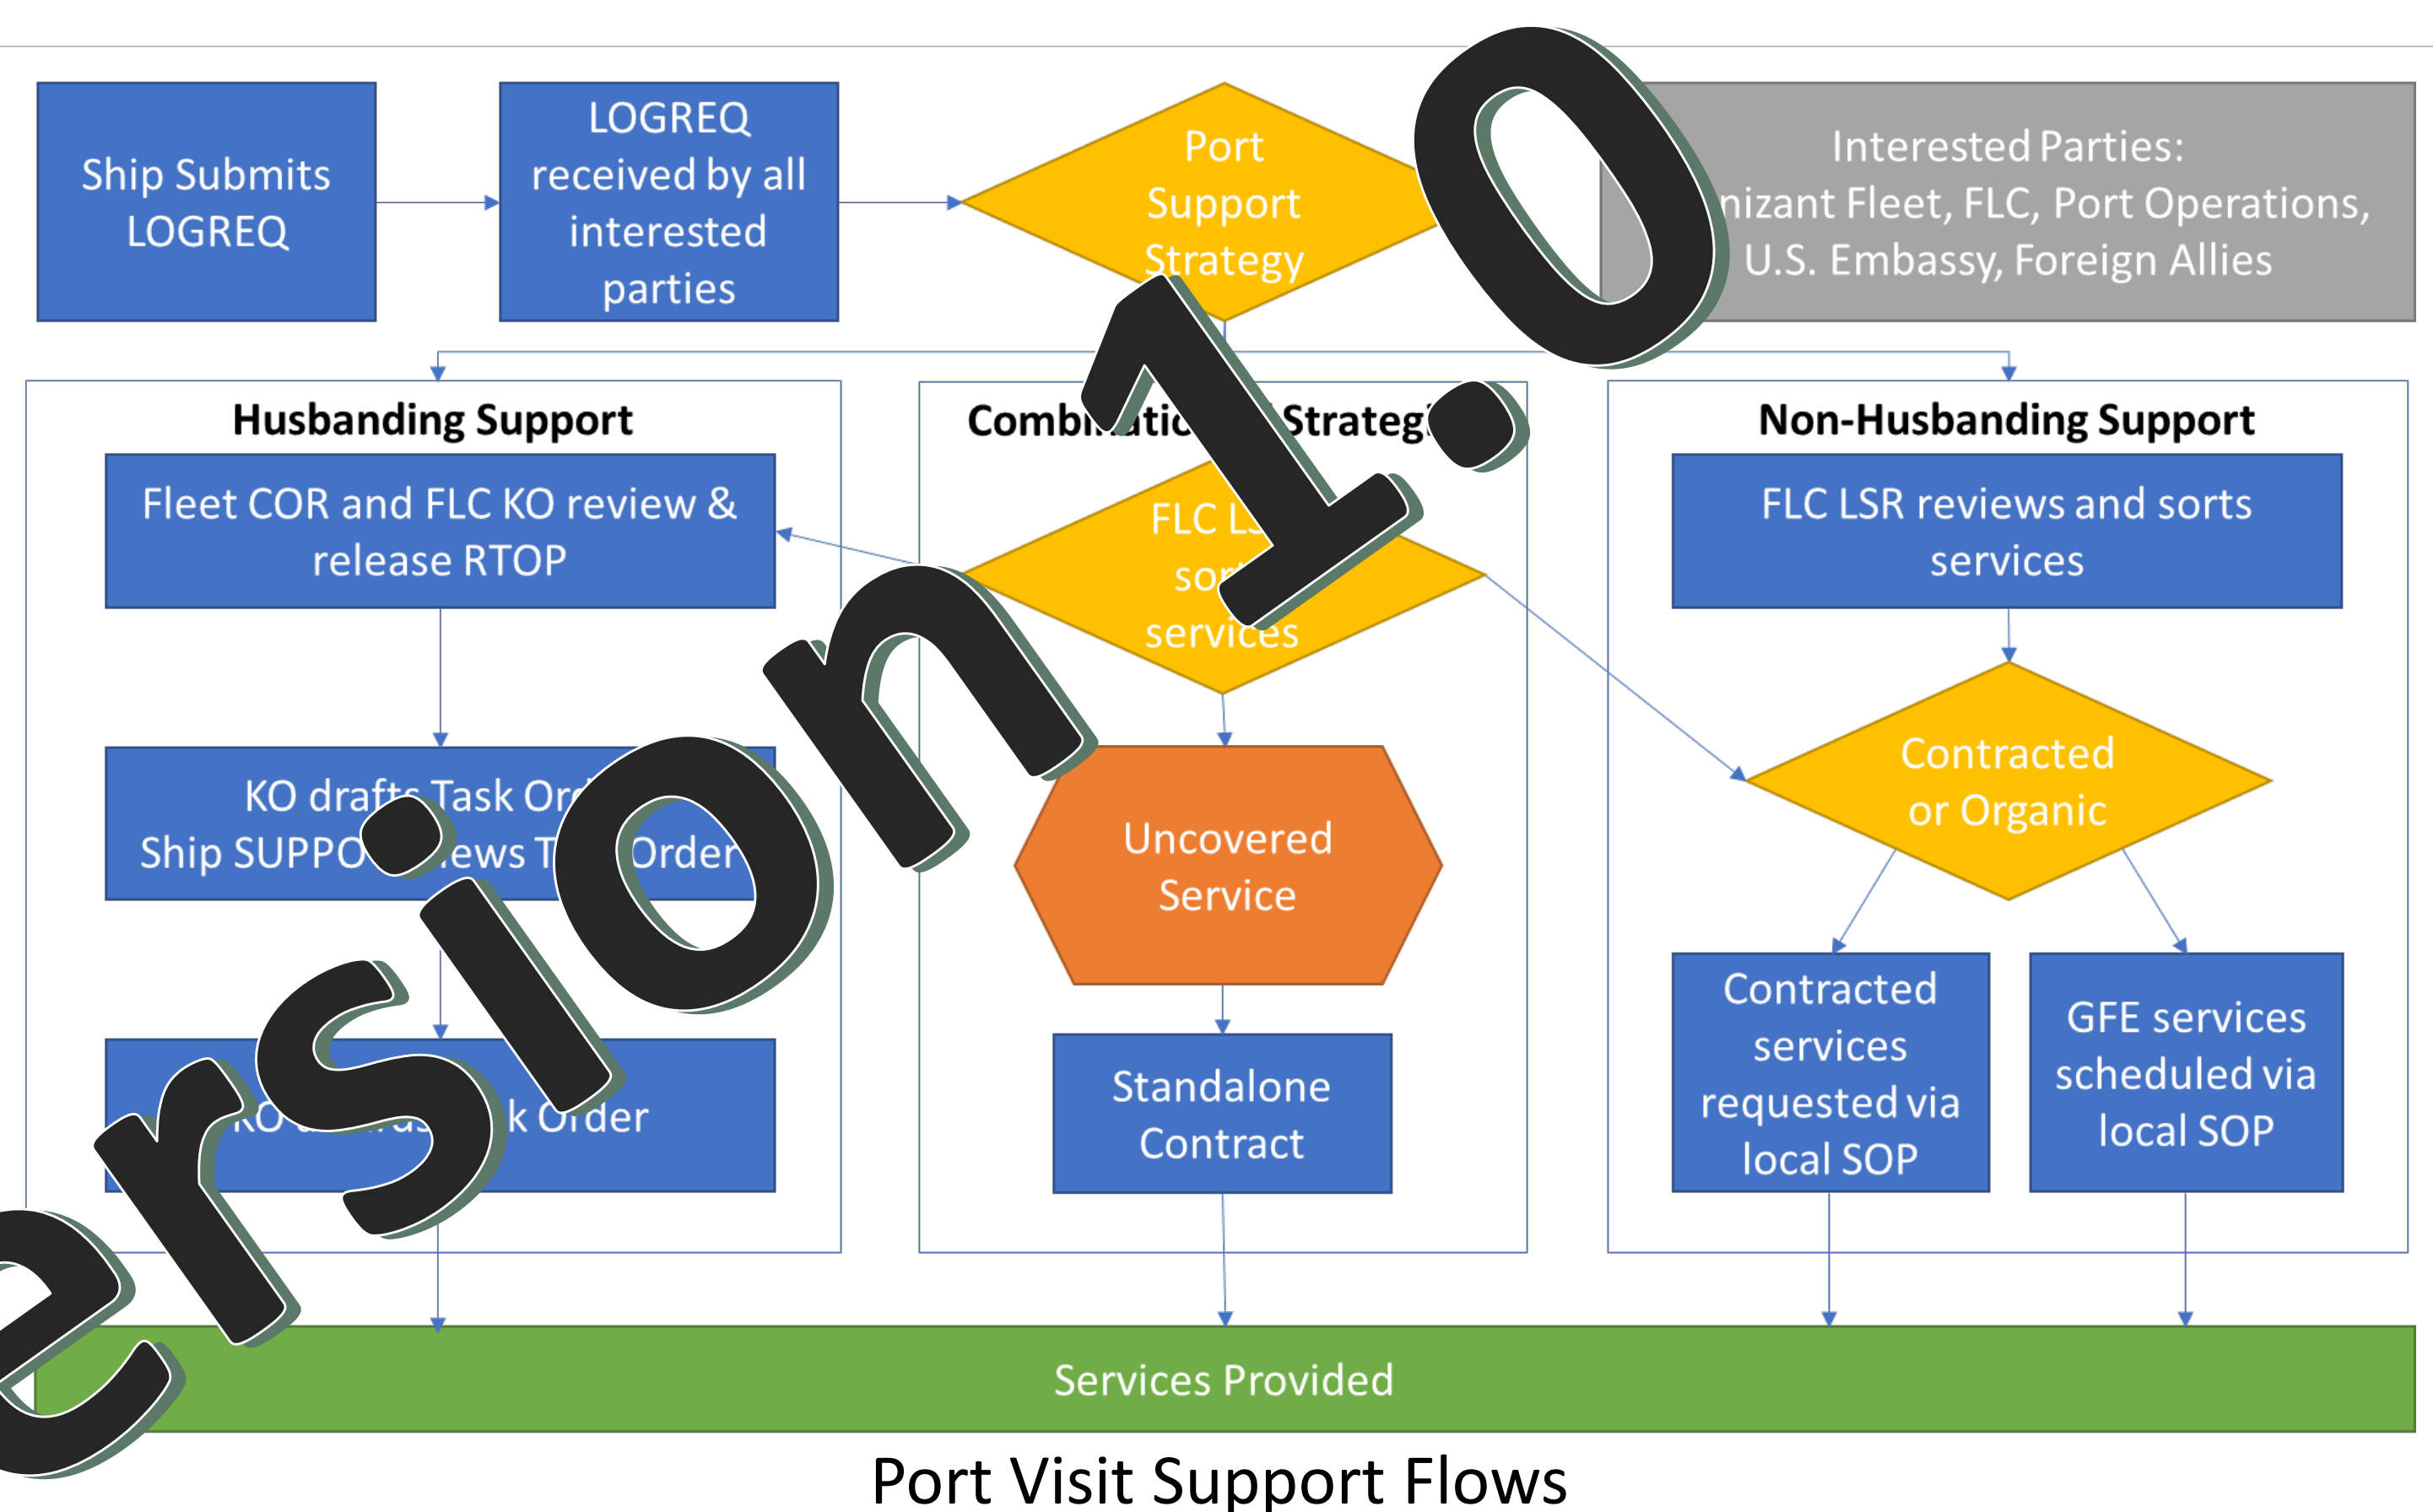 Ship Submits
LOGREQ
LOGREQ
received by all
interested
parties
Port
Support
Strategy
Interested Parties:
Fleet, FLC, Port Operations,
U.S. Embassy, Foreign Allies
Husbanding Support
Fleet COR and FLC KO review &
release RTOP
KO drafts Task
Ship Order
KO Order
FLC
services
Uncovered
Service
Standalone
Contract
Non-Husbanding Support
FLC LSR reviews and sorts
services
Contracted
or Organic
Contracted
services
requested via
local SOP
GFE services
scheduled via
local SOP
Services Provided
Port Visit Support Flows
ersion 1.0